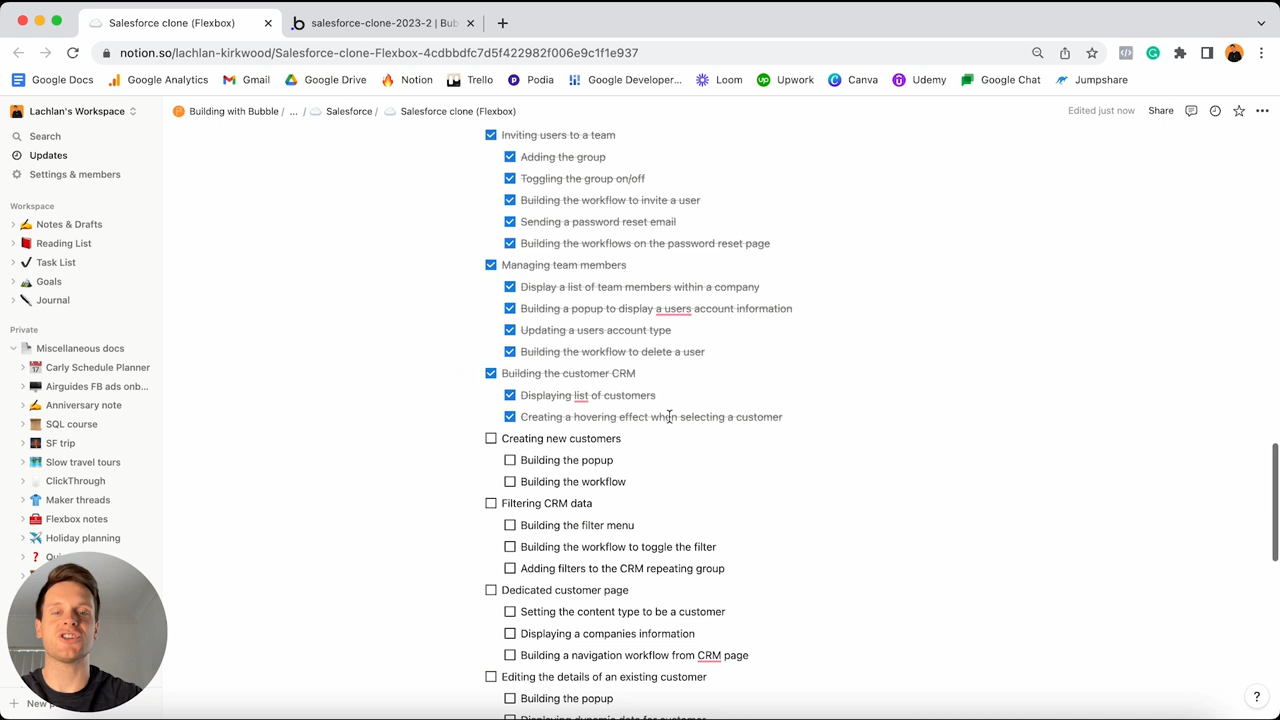 Salesforce clone (Flexbox)
salesforce-clone-2023-2 | Bub
notion.so/lachlan-kirkwood/Salesforce-clone-Flexbox-4cdbbdfc7d5f422982f006e9c1f1e937
Google Docs
Google Analytics
Gmail
Google Drive
Notion
Trello
Podia
Google Developer...
Loom
Upwork
Canva
Udemy
Google Chat
Jumpshare
Lachlan's Workspace
Building with Bubble / ... / Salesforce / Salesforce clone (Flexbox)
Edited just now
Share
Search
Updates
Settings & members
Workspace
Notes & Drafts
Reading List
Task List
Goals
Journal
Private
Miscellaneous docs
Carly Schedule Planner
Airguides FB ads onb...
Anniversary note
SQL course
SF trip
Slow travel tours
ClickThrough
Maker threads
Flexbox notes
Holiday planning
Inviting users to a team
Adding the group
Toggling the group on/off
Building the workflow to invite a user
Sending a password reset email
Building the workflows on the password reset page
Managing team members
Display a list of team members within a company
Building a popup to display a users account information
Updating a users account type
Building the workflow to delete a user
Building the customer CRM
Displaying list of customers
Creating a hovering effect when selecting a customer
Creating new customers
Building the popup
Building the workflow
Filtering CRM data
Building the filter menu
Building the workflow to toggle the filter
Adding filters to the CRM repeating group
Dedicated customer page
Setting the content type to be a customer
Displaying a companies information
Building a navigation workflow from CRM page
Editing the details of an existing customer
Building the popup
?